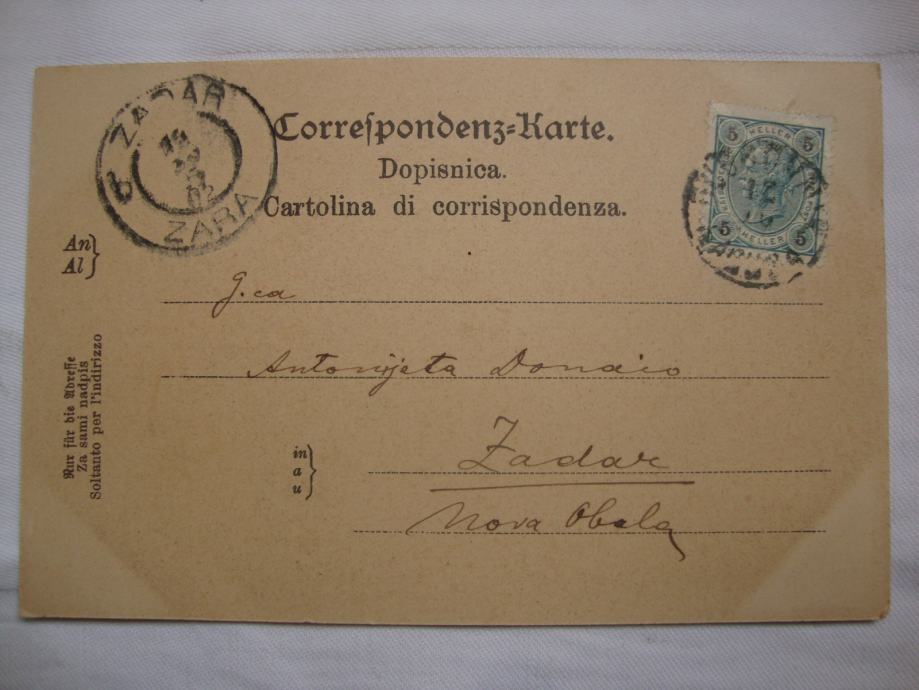 ZADAR
ZARA
Correſpondenz=Karte.
Dopisnica.
Cartolina di corrispondenza.
5 HELLER 5
5 HELLER 5
An
Al
G.ca
Antonijeta Donaio
in
a
u
Zadar
Nova Obala
Nur für die Adreſſe
Za sami nadpis
Soltanto per l'indirizzo